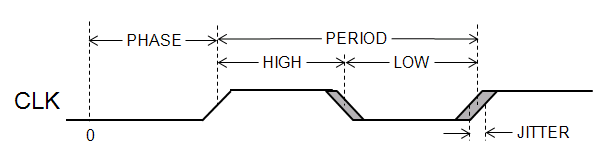 PHASE PERIOD
HIGH LOW
CLK
0
JITTER